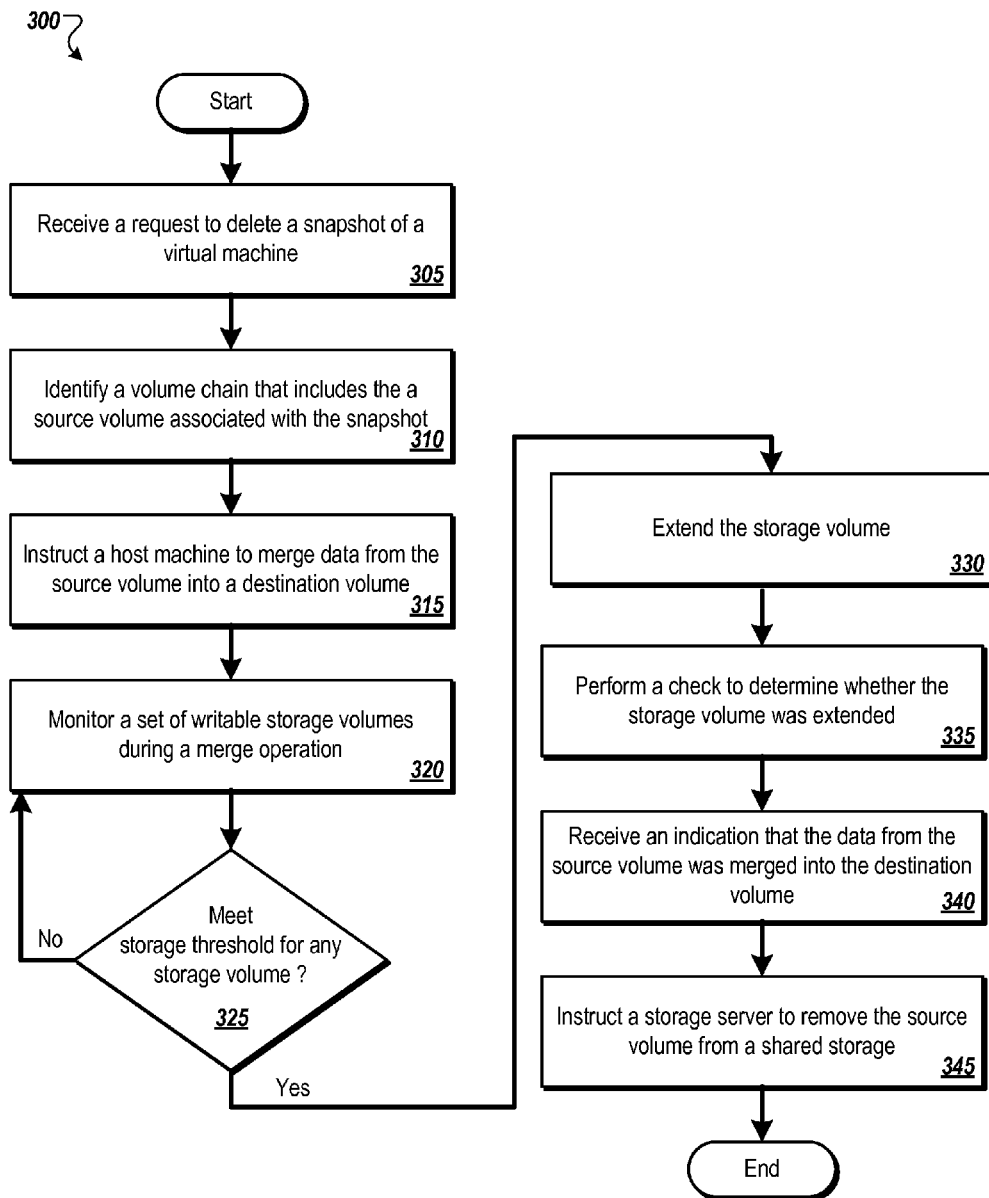 300
Start
Receive a request to delete a snapshot of a
virtual machine
305
Identify a volume chain that includes the a
source volume associated with the snapshot
310
Instruct a host machine to merge data from the
source volume into a destination volume
315
Monitor a set of writable storage volumes
during a merge operation
320
Meet
storage threshold for any
storage volume ?
325
No
Yes
Extend the storage volume
330
Perform a check to determine whether the
storage volume was extended
335
Receive an indication that the data from the
source volume was merged into the destination
volume
340
Instruct a storage server to remove the source
volume from a shared storage
345
End